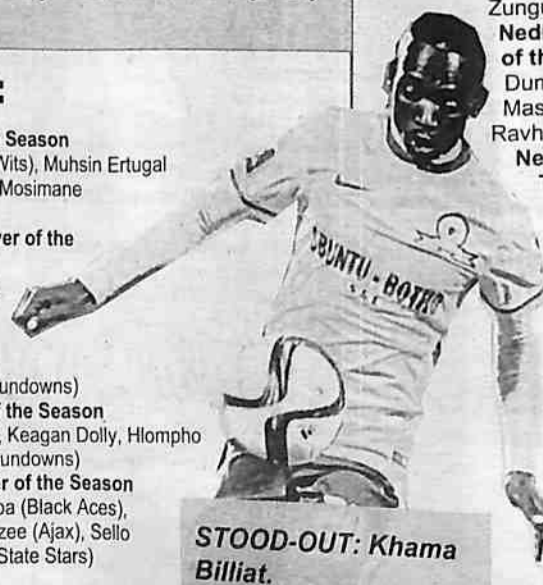 :
Season
Wits), Muhsin Ertugal
Mosimane
er of the
undowns)
the Season
, Keagan Dolly, Hlompho
undowns)
r of the Season
oa (Black Aces),
zee (Ajax), Sello
State Stars)
Zungu
Ned
of th
Dun
Mas
Ravh
Ne
UBUNTU-BOTHO
STOOD-OUT: Khama
Billiat.